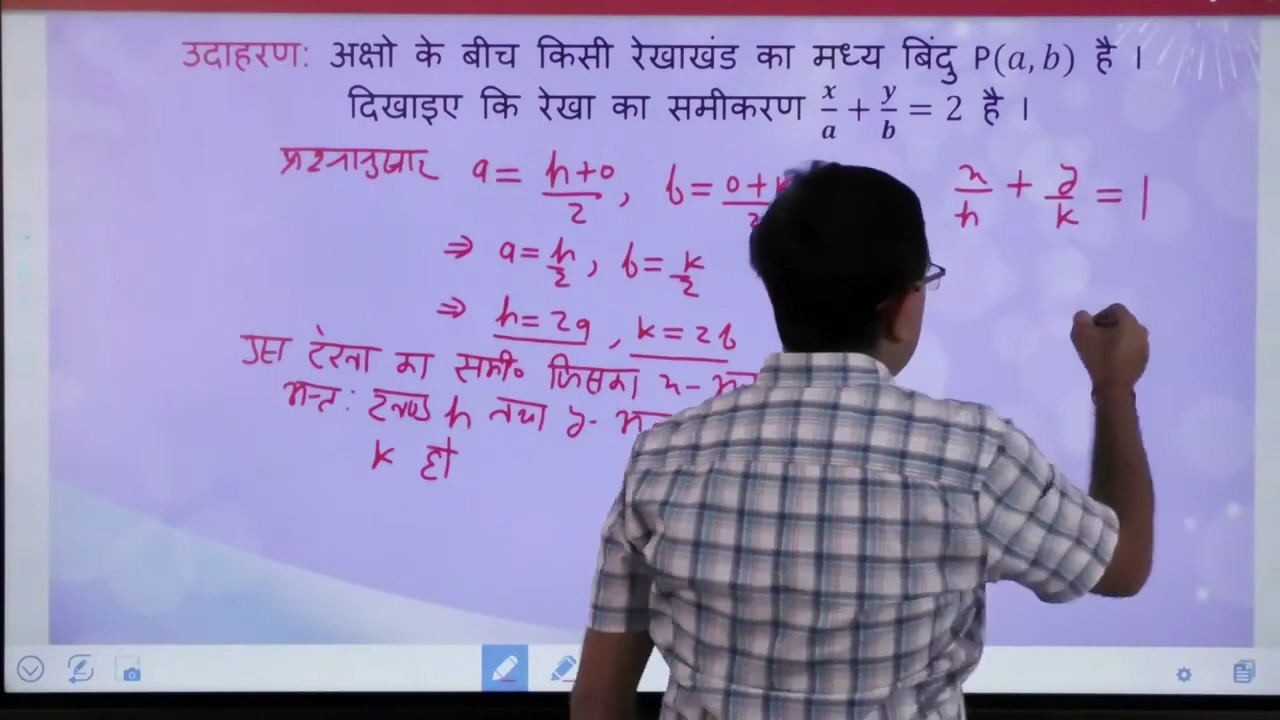 उदाहरण: अक्षो के बीच किसी रेखाखंड का मध्य बिंदु P(a, b) है ।
दिखाइए कि रेखा का समीकरण x/a + y/b = 2 है ।
प्रश्नानुसार a = h+0/2, b = 0+k
x/h + y/k = 1
⇒ a = h/2, b = k/2
⇒ h = 2a, k = 2b
उस रेखा का समी० जिसका x-
अन्त: खण्ड h तथा y-
k हो